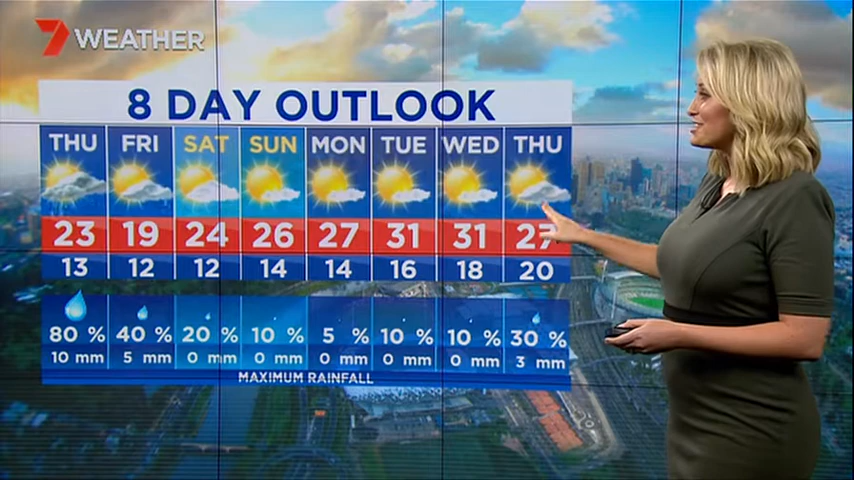 7 WEATHER
8 DAY OUTLOOK
THU FRI SAT SUN MON TUE WED THU
23 19 24 26 27 31 31 27
13 12 12 14 14 16 18 20
80 % 40 % 20 % 10 % 5 % 10 % 10 % 30 %
10 mm 5 mm 0 mm 0 mm 0 mm 0 mm 0 mm 3 mm
MAXIMUM RAINFALL